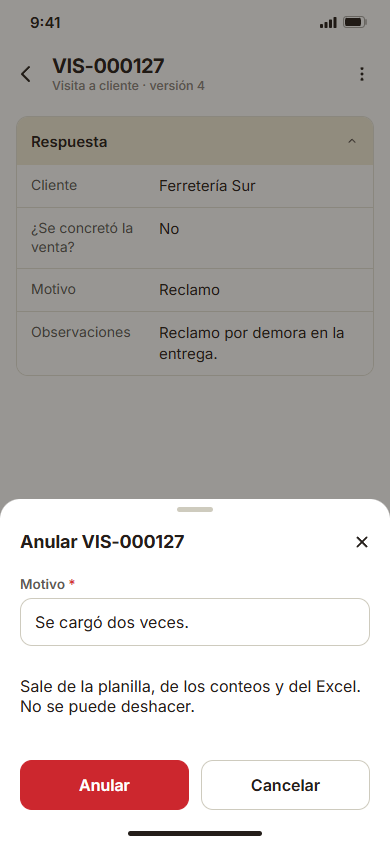 9:41
VIS-000127
Visita a cliente · versión 4
Respuesta
Cliente
Ferretería Sur
¿Se concretó la
venta?
No
Motivo
Reclamo
Observaciones
Reclamo por demora en la
entrega.
Anular VIS-000127
Motivo *
Se cargó dos veces.
Sale de la planilla, de los conteos y del Excel.
No se puede deshacer.
Anular
Cancelar